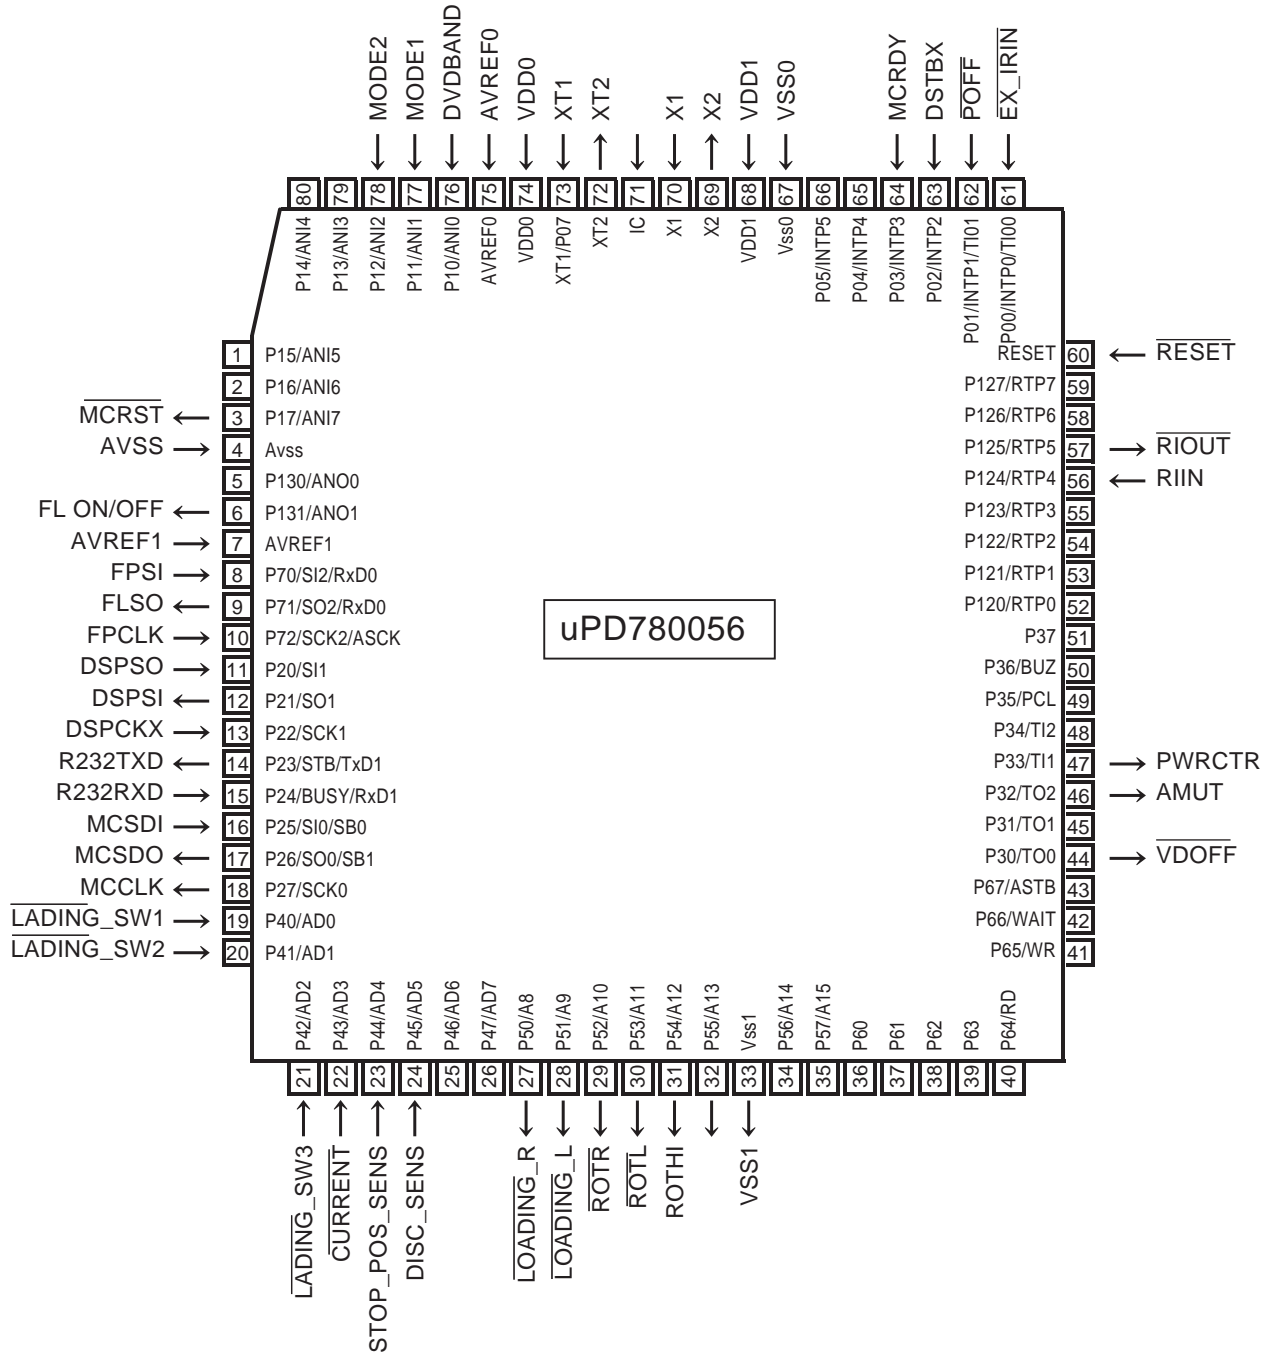 MODE2
MODE1
DVDBAND
AVREF0
VDD0
XT1
XT2
X1
X2
VDD1
VSS0
MCRDY
DSTBX
POFF
EX_IRIN
80
79
78
77
76
75
74
73
72
71
70
69
68
67
66
65
64
63
62
61
P14/ANI4
P13/ANI3
P12/ANI2
P11/ANI1
P10/ANI0
AVREF0
VDD0
XT1/P07
XT2
IC
X1
X2
VDD1
Vss0
P05/INTP5
P04/INTP4
P03/INTP3
P02/INTP2
P01/INTP1/TI01
P00/INTP0/TI00
1 P15/ANI5
2 P16/ANI6
MCRST 3 P17/ANI7
AVSS 4 Avss
5 P130/ANO0
FL ON/OFF 6 P131/ANO1
AVREF1 7 AVREF1
FPSI 8 P70/SI2/RxD0
FLSO 9 P71/SO2/RxD0
FPCLK 10 P72/SCK2/ASCK
DSPSO 11 P20/SI1
DSPSI 12 P21/SO1
DSPCKX 13 P22/SCK1
R232TXD 14 P23/STB/TxD1
R232RXD 15 P24/BUSY/RxD1
MCSDI 16 P25/SI0/SB0
MCSDO 17 P26/SO0/SB1
MCCLK 18 P27/SCK0
LADING_SW1 19 P40/AD0
LADING_SW2 20 P41/AD1
uPD780056
RESET 60 RESET
P127/RTP7 59
P126/RTP6 58
P125/RTP5 57 RIOUT
P124/RTP4 56 RIIN
P123/RTP3 55
P122/RTP2 54
P121/RTP1 53
P120/RTP0 52
P37 51
P36/BUZ 50
P35/PCL 49
P34/TI2 48
P33/TI1 47 PWRCTR
P32/TO2 46 AMUT
P31/TO1 45
P30/TO0 44 VDOFF
P67/ASTB 43
P66/WAIT 42
P65/WR 41
P42/AD2
P43/AD3
P44/AD4
P45/AD5
P46/AD6
P47/AD7
P50/A8
P51/A9
P52/A10
P53/A11
P54/A12
P55/A13
Vss1
P56/A14
P57/A15
P60
P61
P62
P63
P64/RD
21
22
23
24
25
26
27
28
29
30
31
32
33
34
35
36
37
38
39
40
LADING_SW3
CURRENT
STOP_POS_SENS
DISC_SENS
LOADING_R
LOADING_L
ROTR
ROTL
ROTHI
VSS1